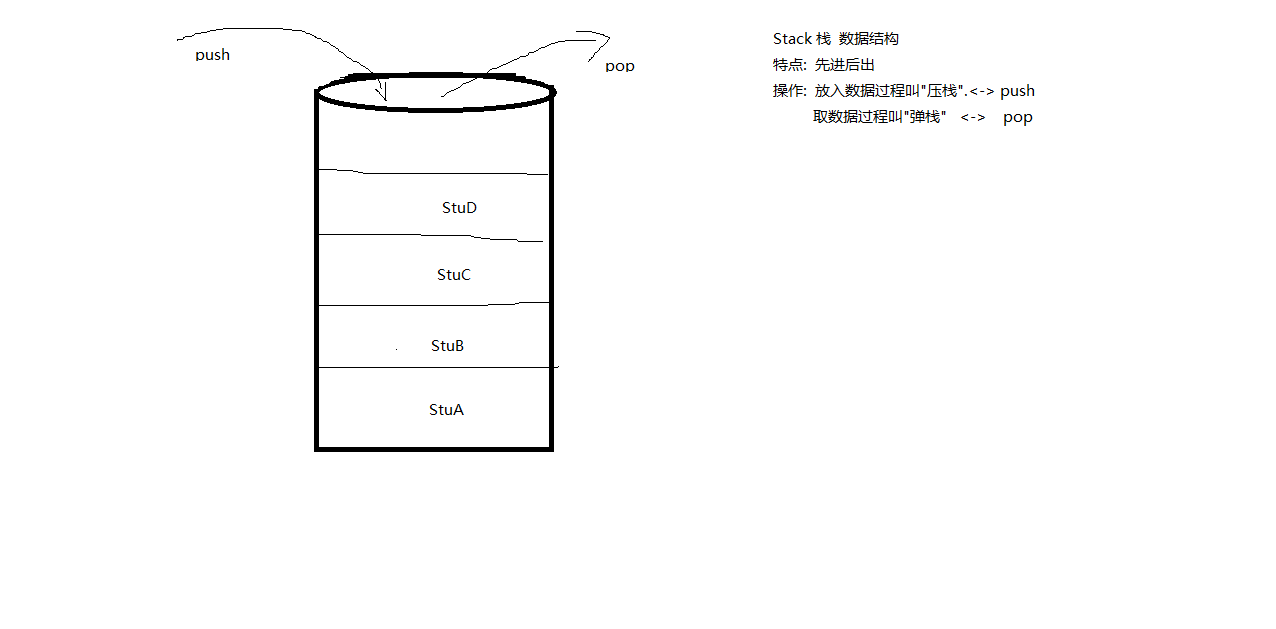 push
pop
StuD
StuC
StuB
StuA
Stack 栈 数据结构
特点: 先进后出
操作: 放入数据过程叫"压栈".<-> push
取数据过程叫"弹栈" <-> pop